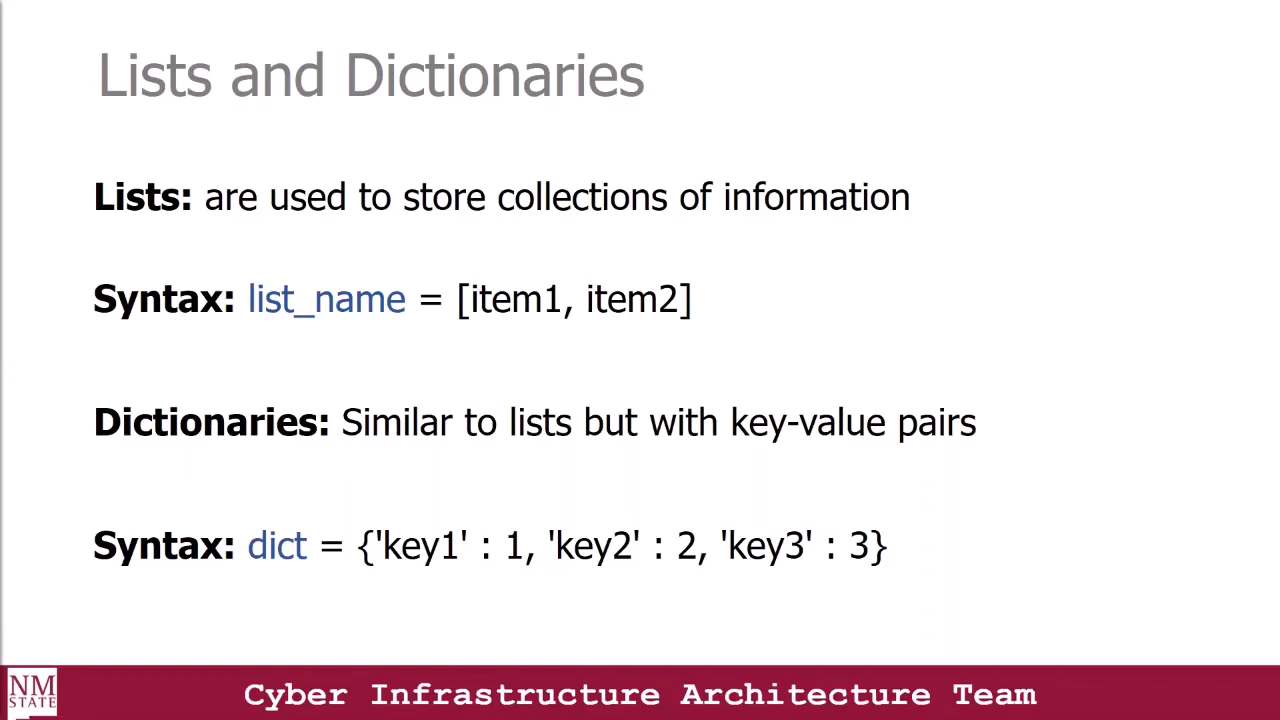 Lists and Dictionaries
Lists: are used to store collections of information
Syntax: list_name = [item1, item2]
Dictionaries: Similar to lists but with key-value pairs
Syntax: dict = {'key1' : 1, 'key2' : 2, 'key3' : 3}
NM
STATE
Cyber Infrastructure Architecture Team